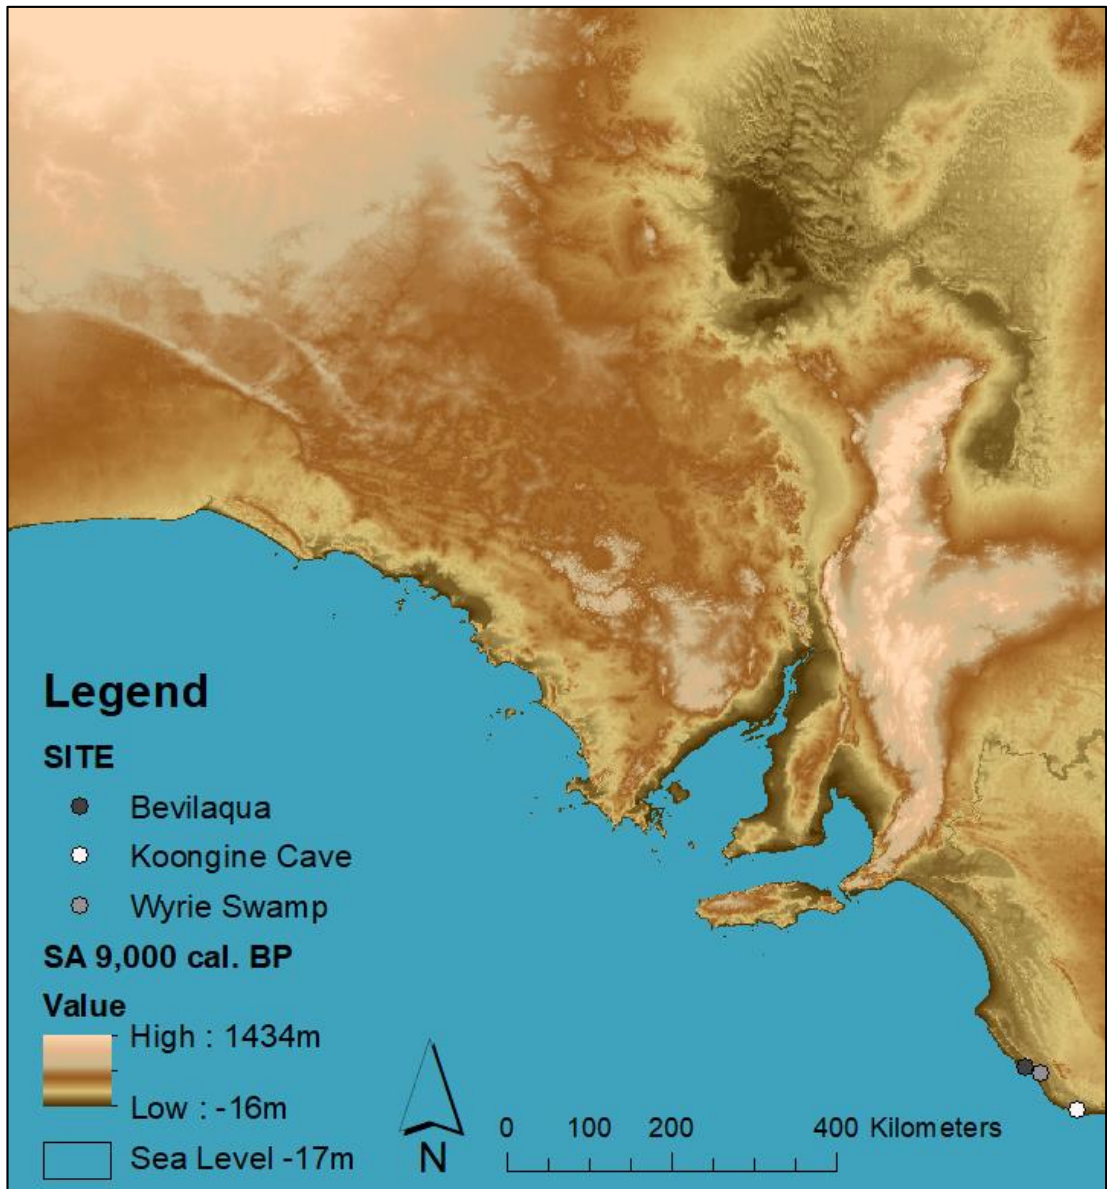 Legend
SITE
Bevilaqua
Koongine Cave
Wyrie Swamp
SA 9,000 cal. BP
Value
High : 1434m
Low : -16m
Sea Level -17m
N
0 100 200 400 Kilometers